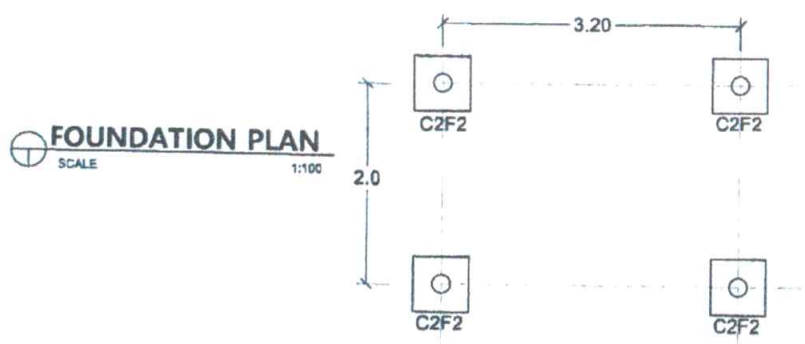 3.20
C2F2 C2F2
FOUNDATION PLAN
SCALE 1:100
2.0
C2F2 C2F2